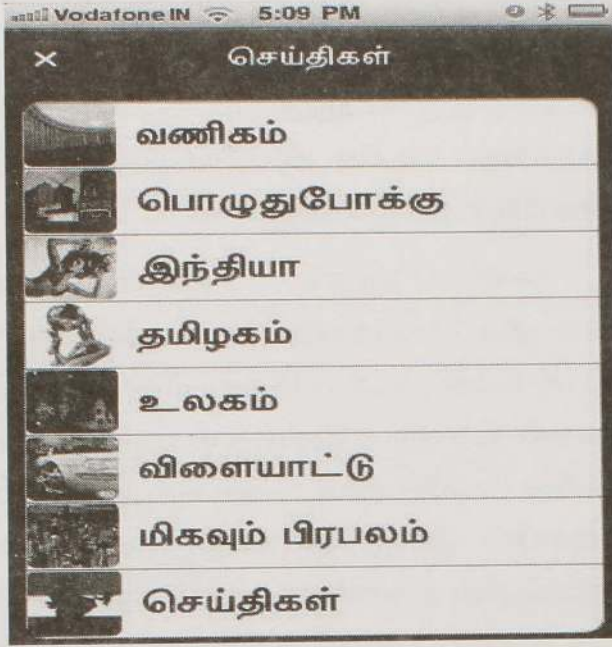 Vodafone IN 5:09 PM
× செய்திகள்
வணிகம்
பொழுதுபோக்கு
இந்தியா
தமிழகம்
உலகம்
விளையாட்டு
மிகவும் பிரபலம்
செய்திகள்